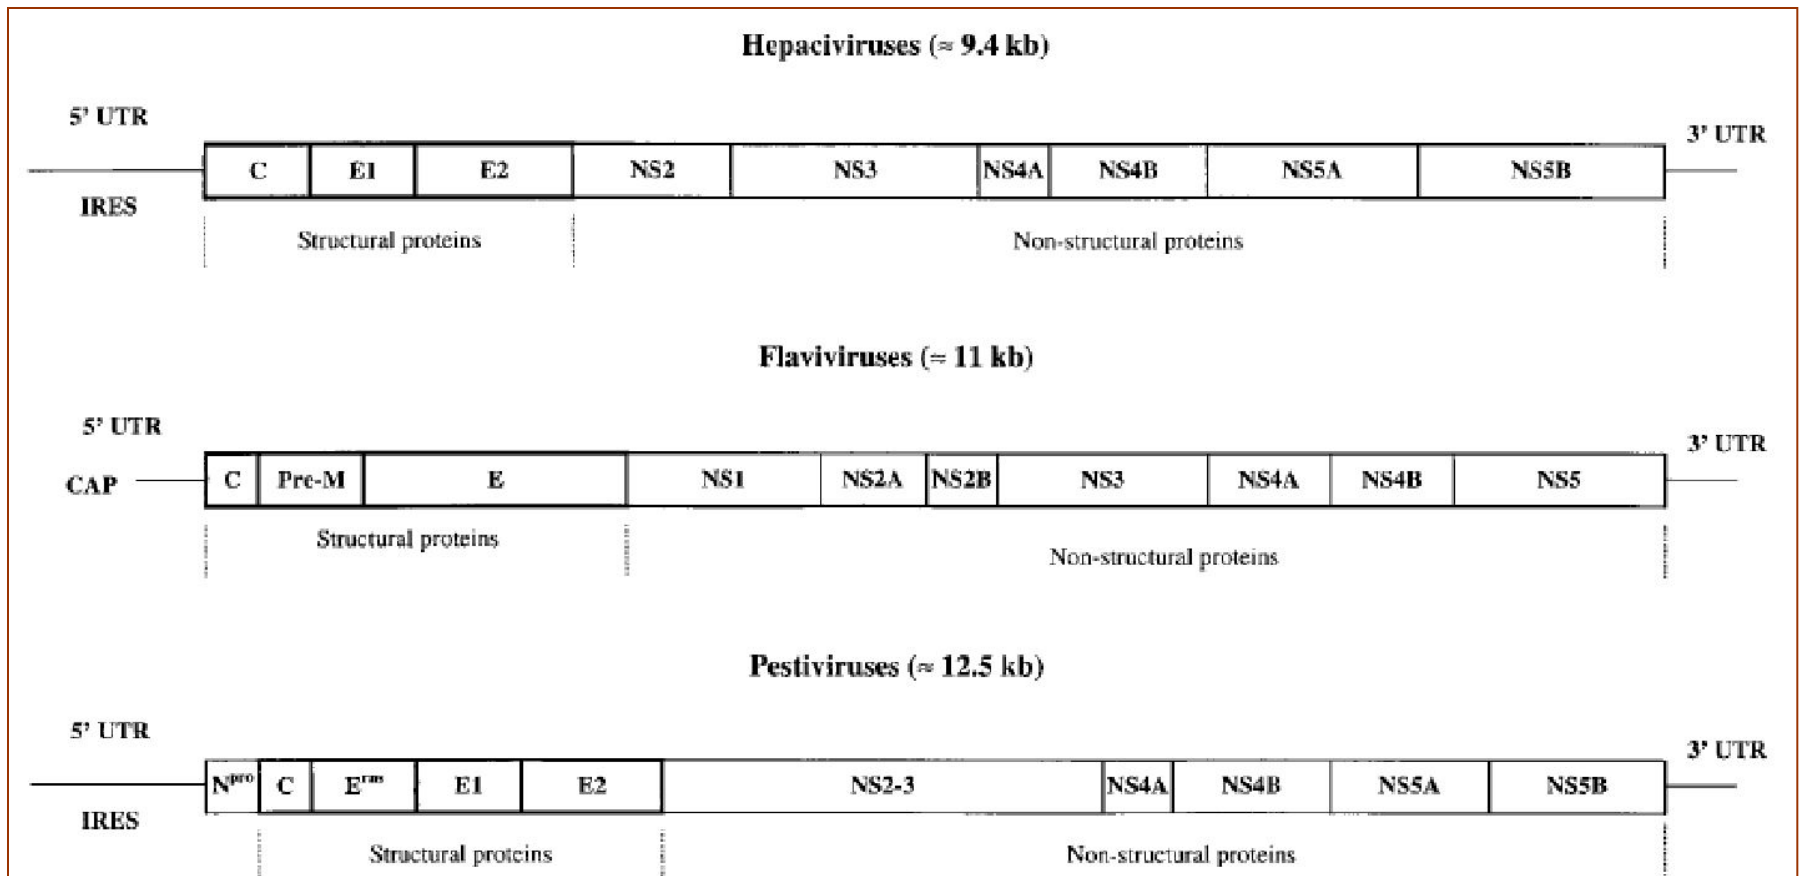 Hepaciviruses (≈ 9.4 kb)
5' UTR
3' UTR
C E1 E2 NS2 NS3 NS4A NS4B NS5A NS5B
IRES
Structural proteins Non-structural proteins
Flaviviruses (≈ 11 kb)
5' UTR
3' UTR
CAP C Pre-M E NS1 NS2A NS2B NS3 NS4A NS4B NS5
Structural proteins
Non-structural proteins
Pestiviruses (≈ 12.5 kb)
5' UTR
3' UTR
Npro C Erns E1 E2 NS2-3 NS4A NS4B NS5A NS5B
IRES
Structural proteins Non-structural proteins